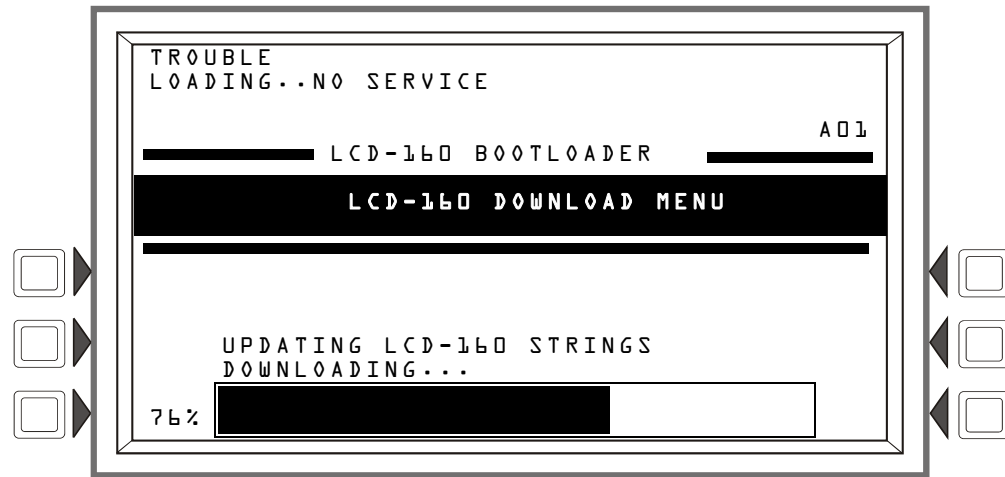 TROUBLE
LOADING..NO SERVICE
A01
LCD-160 BOOTLOADER
LCD-160 DOWNLOAD MENU
UPDATING LCD-160 STRINGS
DOWNLOADING...
76%